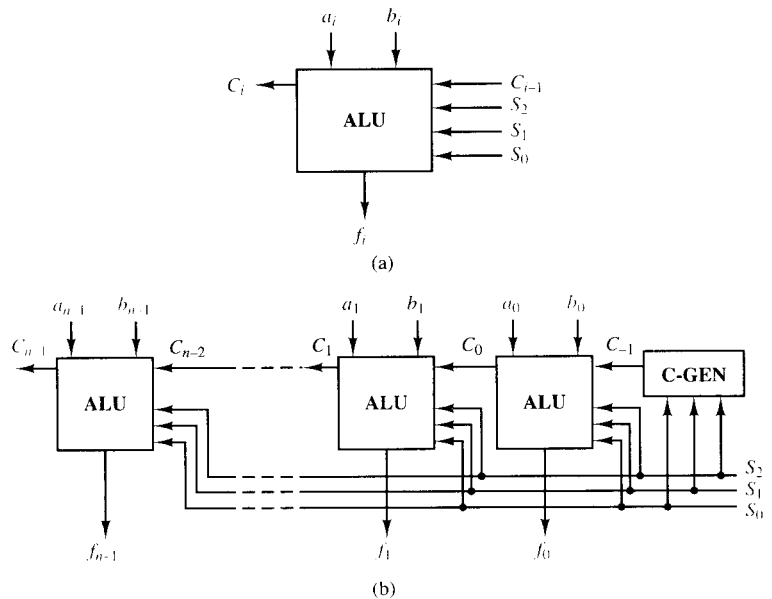 a_i b_i
C_i ALU C_{i–1}
S_2
S_1
S_0
f_i
(a)
a_{n–1} b_{n–1} a_1 b_1 a_0 b_0
C_{n–1} C_{n–2} C_1 C_0 C_{–1}
ALU ALU ALU C-GEN
S_2
S_1
S_0
f_{n–1} f_1 f_0
(b)